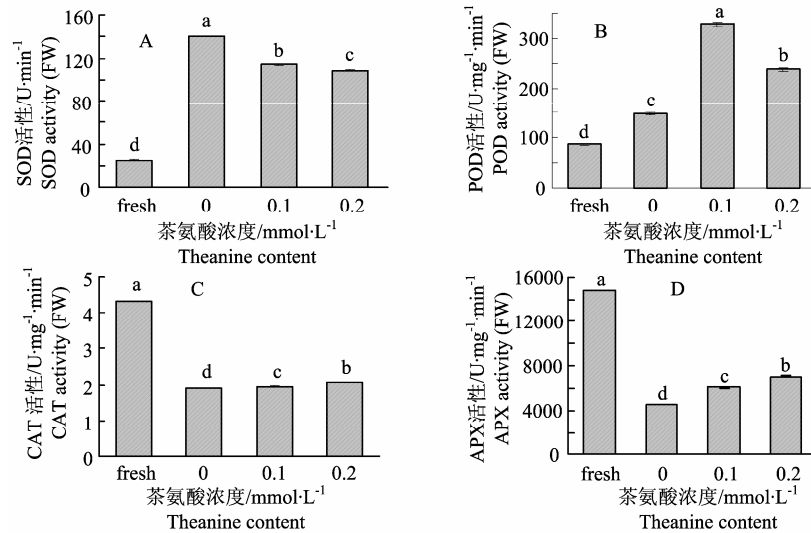 SOD活性/U·min⁻¹
SOD activity (FW)
160
120
80
40
0
A
d
a
b
c
fresh
0
0.1
0.2
茶氨酸浓度/mmol·L⁻¹
Theanine content
POD活性/U·mg⁻¹·min⁻¹
POD activity (FW)
300
200
100
0
B
d
c
a
b
fresh
0
0.1
0.2
茶氨酸浓度/mmol·L⁻¹
Theanine content
CAT 活性/U·mg⁻¹·min⁻¹
CAT activity (FW)
5
4
3
2
1
0
C
a
d
c
b
fresh
0
0.1
0.2
茶氨酸浓度/mmol·L⁻¹
Theanine content
APX活性/U·mg⁻¹·min⁻¹
APX activity (FW)
16000
12000
8000
4000
0
D
a
d
c
b
fresh
0
0.1
0.2
茶氨酸浓度/mmol·L⁻¹
Theanine content